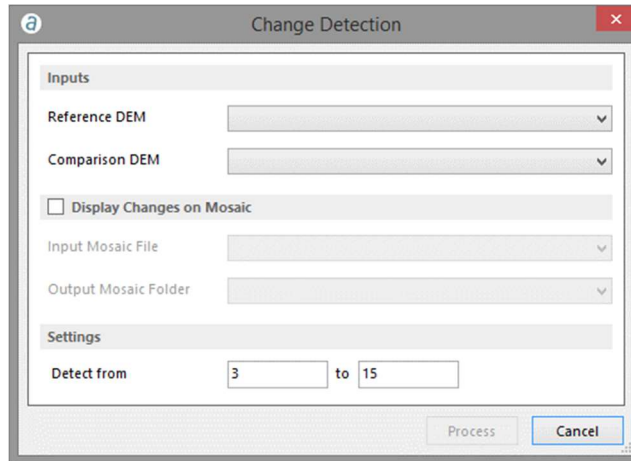 a Change Detection
Inputs
Reference DEM
Comparison DEM
Display Changes on Mosaic
Input Mosaic File
Output Mosaic Folder
Settings
Detect from 3 to 15
Process Cancel